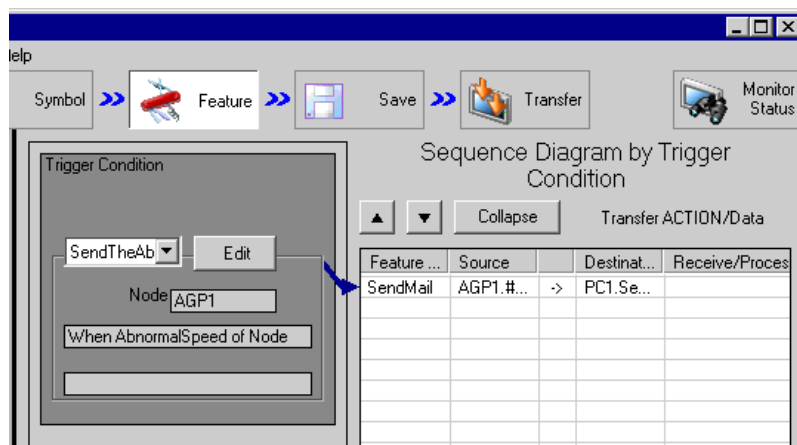 Help
Symbol
Feature
Save
Transfer
Monitor
Status
Trigger Condition
SendTheAb
Edit
Node AGP1
When AbnormalSpeed of Node
Sequence Diagram by Trigger
Condition
Collapse
Transfer ACTION/Data
Feature ... Source Destinat... Receive/Proces
SendMail AGP1.#... -> PC1.Se...